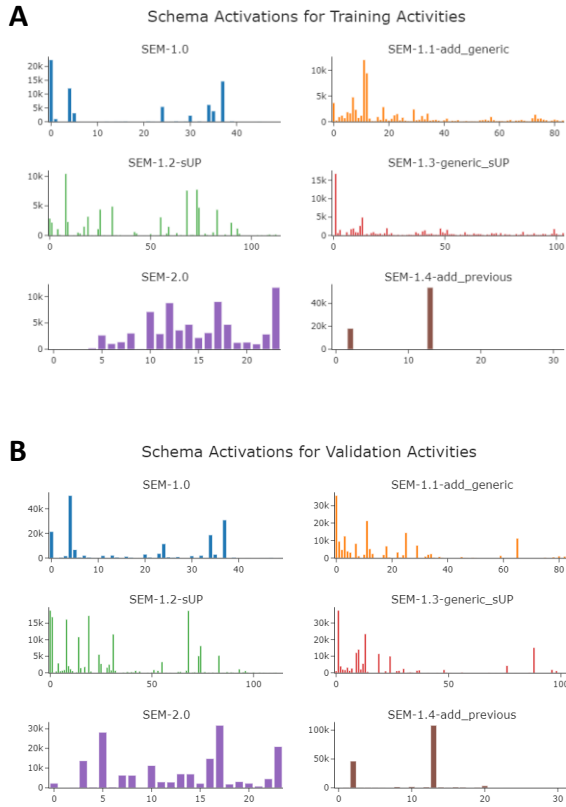 A
Schema Activations for Training Activities
SEM-1.0
20k
15k
10k
5k
0
0 10 20 30 40
SEM-1.1-add_generic
10k
5k
0
0 20 40 60 80
SEM-1.2-sUP
10k
5k
0
0 50 100
SEM-1.3-generic_sUP
15k
10k
5k
0
0 50 100
SEM-2.0
10k
5k
0
0 5 10 15 20
SEM-1.4-add_previous
40k
20k
0
0 10 20 30
B
Schema Activations for Validation Activities
SEM-1.0
40k
20k
0
0 10 20 30 40
SEM-1.1-add_generic
30k
20k
10k
0
0 20 40 60 80
SEM-1.2-sUP
15k
10k
5k
0
0 50 100
SEM-1.3-generic_sUP
30k
20k
10k
0
0 50 100
SEM-2.0
30k
20k
10k
0
0 5 10 15 20
SEM-1.4-add_previous
100k
50k
0
0 10 20 30